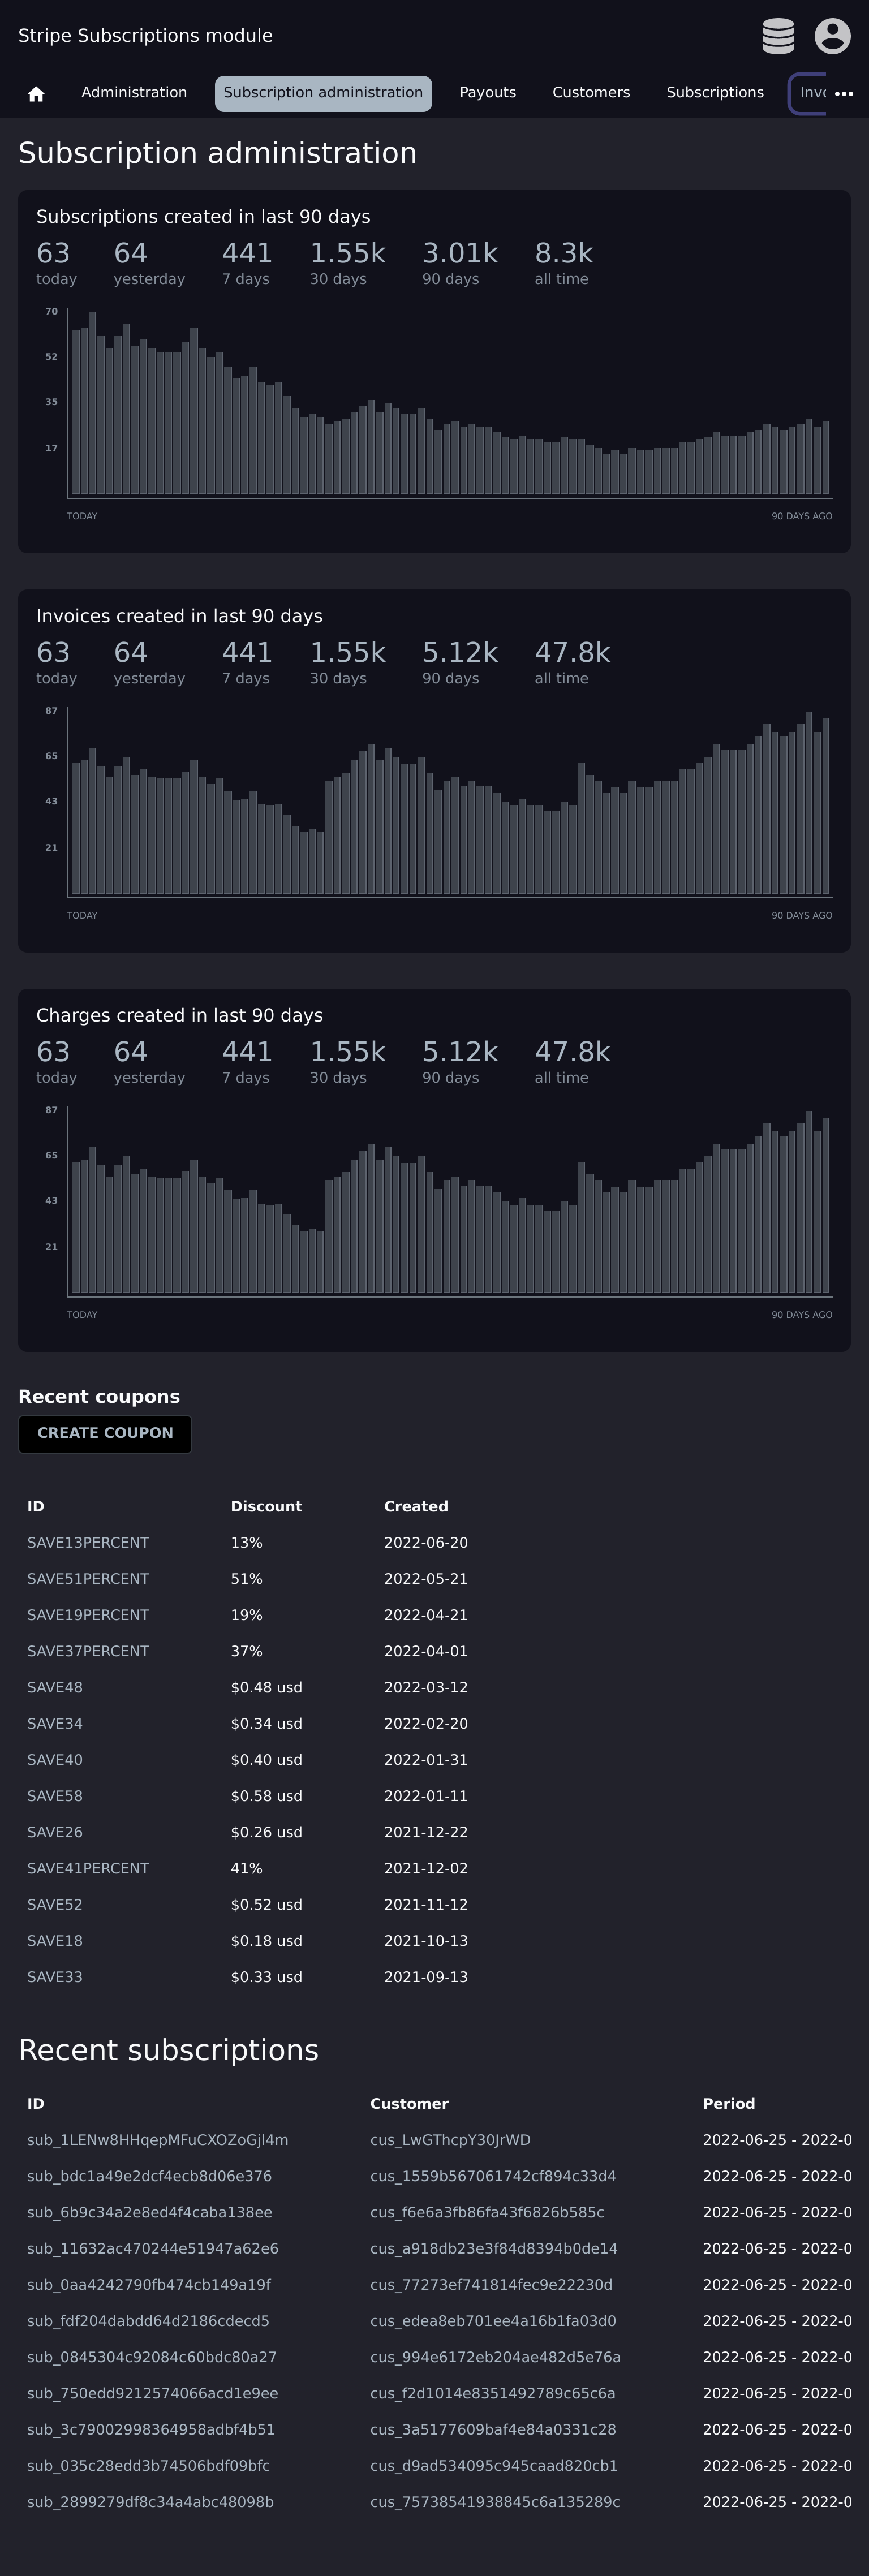 Stripe Subscriptions module
Administration Subscription administration Payouts Customers Subscriptions Invo
Subscription administration
Subscriptions created in last 90 days
63 64 441 1.55k 3.01k 8.3k
today yesterday 7 days 30 days 90 days all time
70
52
35
17
TODAY 90 DAYS AGO
Invoices created in last 90 days
63 64 441 1.55k 5.12k 47.8k
today yesterday 7 days 30 days 90 days all time
87
65
43
21
TODAY 90 DAYS AGO
Charges created in last 90 days
63 64 441 1.55k 5.12k 47.8k
today yesterday 7 days 30 days 90 days all time
87
65
43
21
TODAY 90 DAYS AGO
Recent coupons
CREATE COUPON
ID Discount Created
SAVE13PERCENT 13% 2022-06-20
SAVE51PERCENT 51% 2022-05-21
SAVE19PERCENT 19% 2022-04-21
SAVE37PERCENT 37% 2022-04-01
SAVE48 $0.48 usd 2022-03-12
SAVE34 $0.34 usd 2022-02-20
SAVE40 $0.40 usd 2022-01-31
SAVE58 $0.58 usd 2022-01-11
SAVE26 $0.26 usd 2021-12-22
SAVE41PERCENT 41% 2021-12-02
SAVE52 $0.52 usd 2021-11-12
SAVE18 $0.18 usd 2021-10-13
SAVE33 $0.33 usd 2021-09-13
Recent subscriptions
ID Customer Period
sub_1LENw8HHqepMFuCXOZoGjl4m cus_LwGThcpY30JrWD 2022-06-25 - 2022-0
sub_bdc1a49e2dcf4ecb8d06e376 cus_1559b567061742cf894c33d4 2022-06-25 - 2022-0
sub_6b9c34a2e8ed4f4caba138ee cus_f6e6a3fb86fa43f6826b585c 2022-06-25 - 2022-0
sub_11632ac470244e51947a62e6 cus_a918db23e3f84d8394b0de14 2022-06-25 - 2022-0
sub_0aa4242790fb474cb149a19f cus_77273ef741814fec9e22230d 2022-06-25 - 2022-0
sub_fdf204dabdd64d2186cdecd5 cus_edea8eb701ee4a16b1fa03d0 2022-06-25 - 2022-0
sub_0845304c92084c60bdc80a27 cus_994e6172eb204ae482d5e76a 2022-06-25 - 2022-0
sub_750edd9212574066acd1e9ee cus_f2d1014e8351492789c65c6a 2022-06-25 - 2022-0
sub_3c79002998364958adbf4b51 cus_3a5177609baf4e84a0331c28 2022-06-25 - 2022-0
sub_035c28edd3b74506bdf09bfc cus_d9ad534095c945caad820cb1 2022-06-25 - 2022-0
sub_2899279df8c34a4abc48098b cus_75738541938845c6a135289c 2022-06-25 - 2022-0